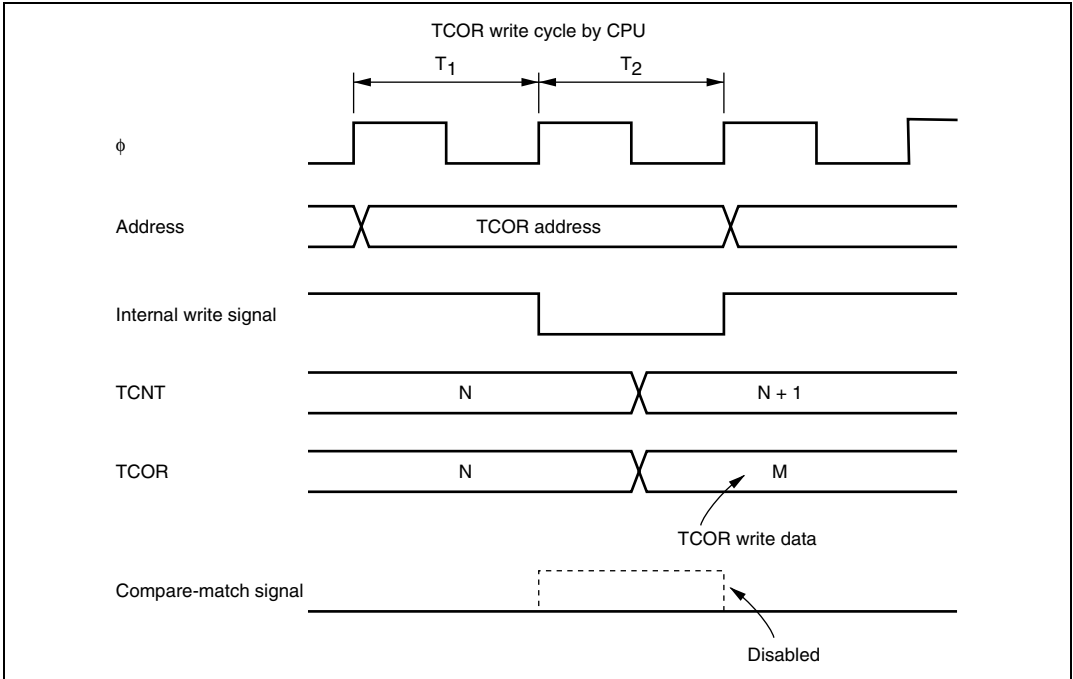 TCOR write cycle by CPU
T1 T2
ϕ
Address TCOR address
Internal write signal
TCNT N N + 1
TCOR N M
TCOR write data
Compare-match signal
Disabled